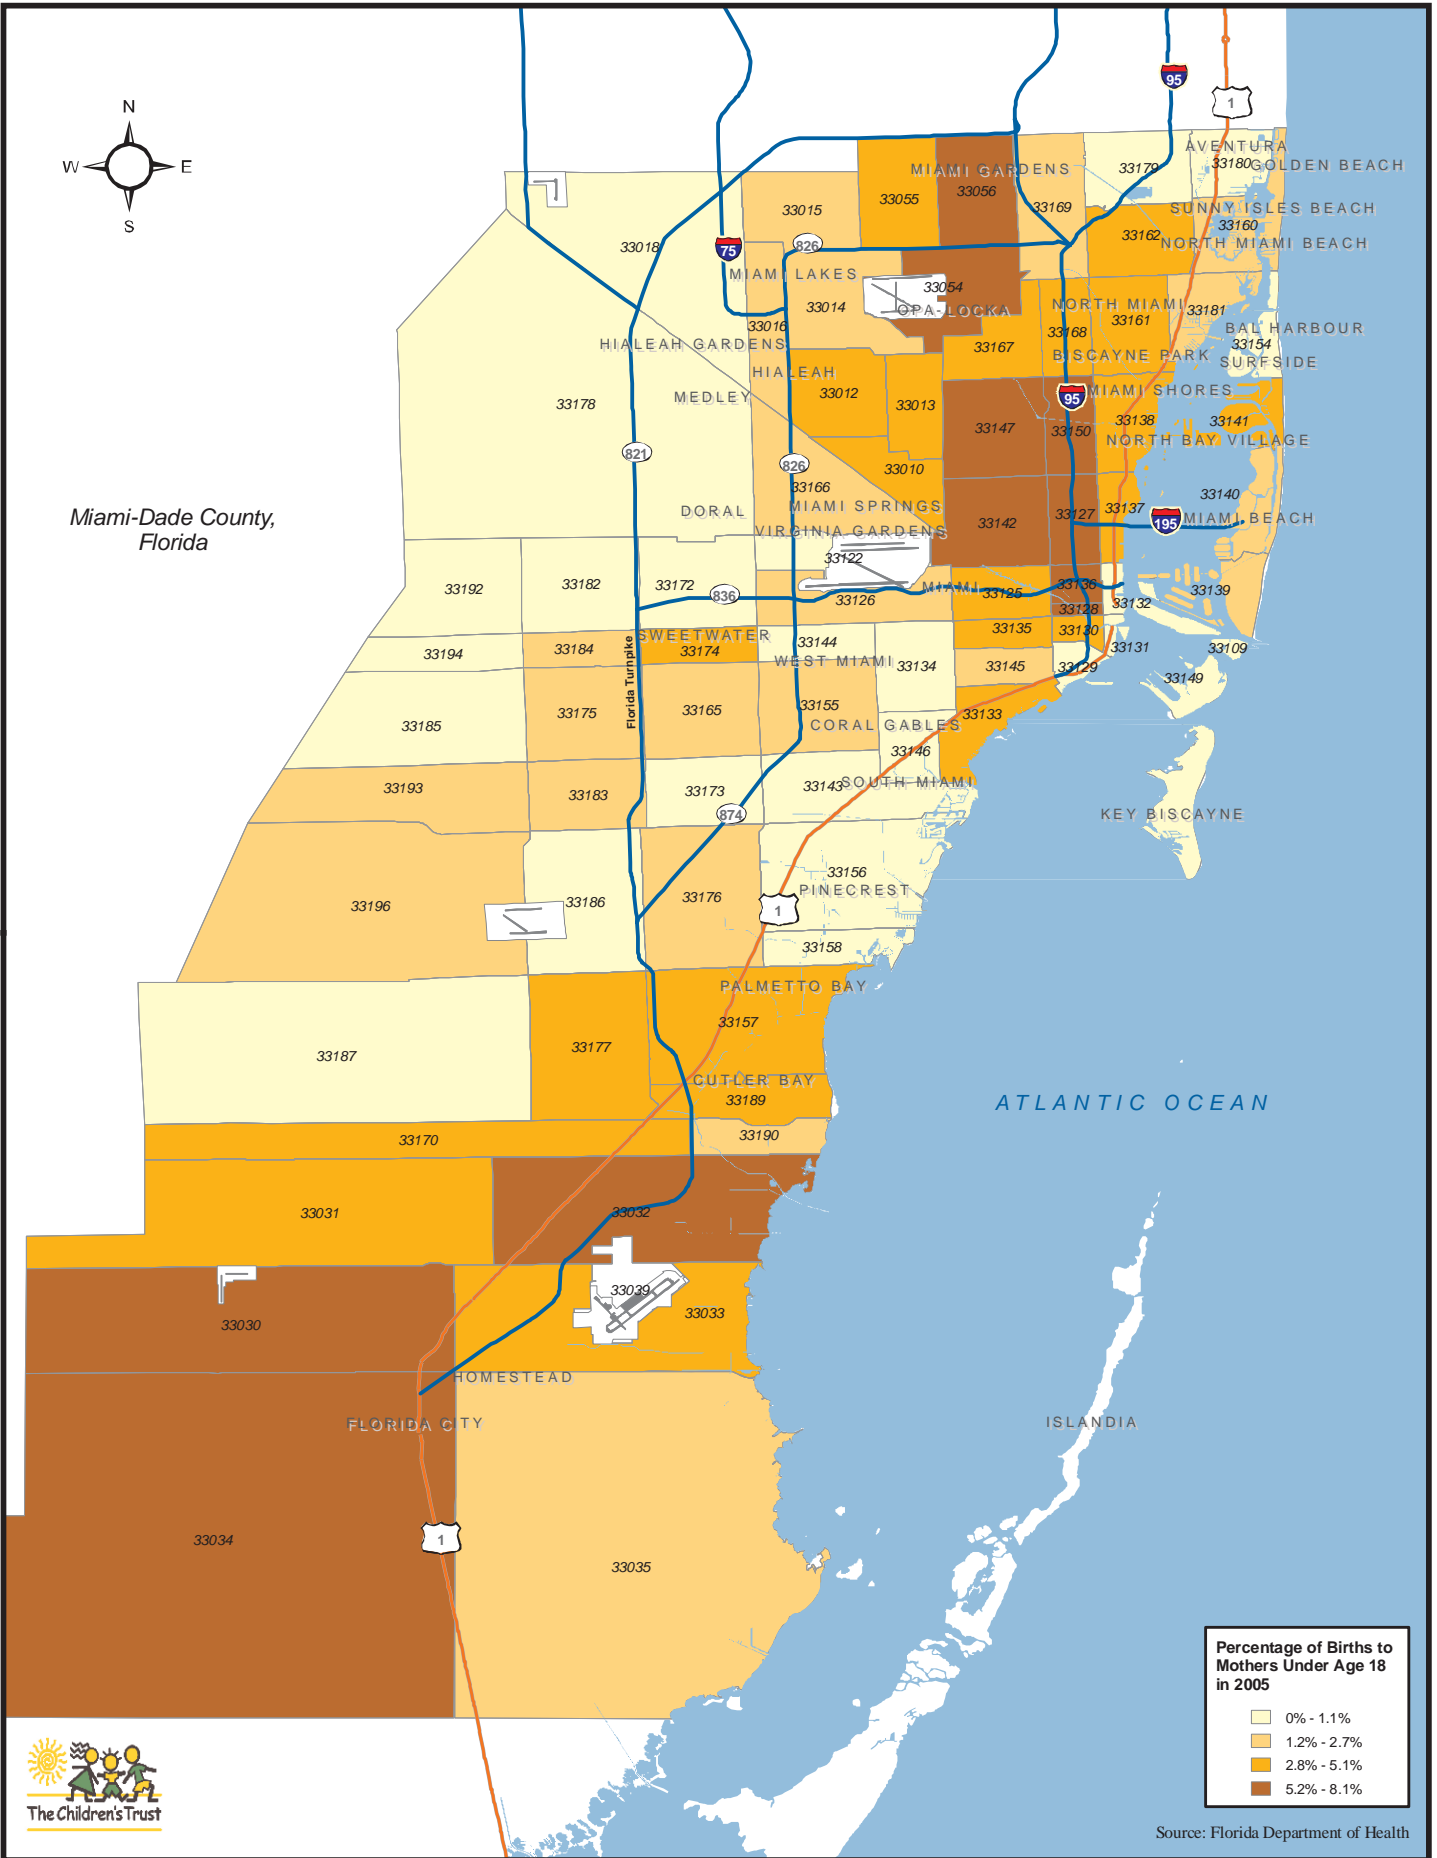 95
1
N
W
E
S
AVENTURA
33179
33180
GOLDEN BEACH
MIAMI GARDENS
33056
33055
33169
33015
SUNNY ISLES BEACH
33160
33162
NORTH MIAMI BEACH
33018
75
826
MIAMI LAKES
33054
33014
OPA-LOCKA
NORTH MIAMI
33181
33161
33168
33016
BAL HARBOUR
HIALEAH GARDENS
33167
33154
BISCAYNE PARK
SURFSIDE
HIALEAH
MEDLEY
33012
33013
95
MIAMI SHORES
33178
33147
33150
33138
33141
NORTH BAY VILLAGE
821
826
33010
33166
33140
MIAMI SPRINGS
DORAL
33142
33127
33137
195
MIAMI BEACH
Miami-Dade County,
Florida
VIRGINIA GARDENS
33122
33192
33182
33172
836
33126
MIAMI
33125
33136
33128
33132
33139
SWEETWATER
33174
33135
33130
33194
33184
33144
WEST MIAMI
33134
33145
33129
33131
33109
33149
Florida Turnpike
33185
33175
33165
33155
CORAL GABLES
33133
33146
33193
33183
33173
33143
SOUTH MIAMI
874
KEY BISCAYNE
33156
PINECREST
33196
33186
33176
1
33158
PALMETTO BAY
33157
33187
33177
CUTLER BAY
33189
ATLANTIC OCEAN
33170
33190
33031
33032
33039
33033
33030
HOMESTEAD
FLORIDA CITY
ISLANDIA
33034
1
33035
Percentage of Births to
Mothers Under Age 18
in 2005
0% - 1.1%
1.2% - 2.7%
2.8% - 5.1%
5.2% - 8.1%
The Children's Trust
Source: Florida Department of Health